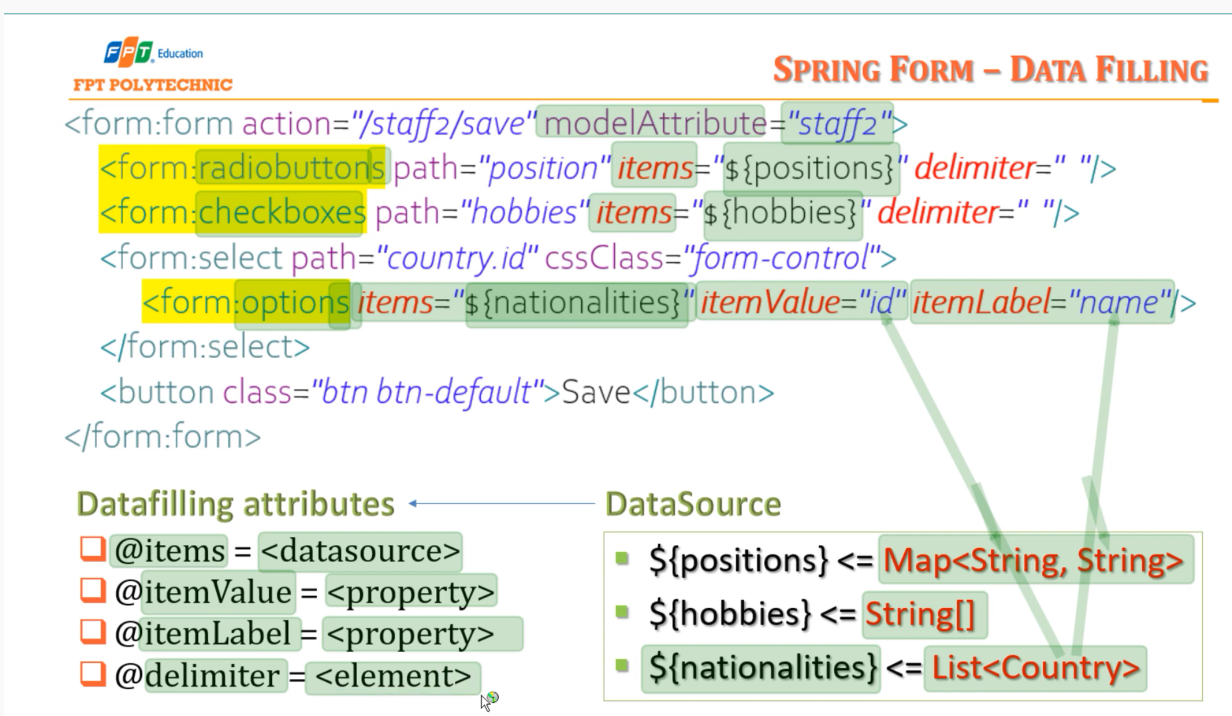 FPT Education
FPT POLYTECHNIC
SPRING FORM – DATA FILLING
<form:form action="/staff2/save" modelAttribute="staff2">
<form:radiobuttons path="position" items="${positions}" delimiter=" "/>
<form:checkboxes path="hobbies" items="${hobbies}" delimiter=" "/>
<form:select path="country.id" cssClass="form-control">
<form:options items="${nationalities}" itemValue="id" itemLabel="name"/>
</form:select>
<button class="btn btn-default">Save</button>
</form:form>
Datafilling attributes
@items = <datasource>
@itemValue = <property>
@itemLabel = <property>
@delimiter = <element>
DataSource
${positions} <= Map<String, String>
${hobbies} <= String[]
${nationalities} <= List<Country>